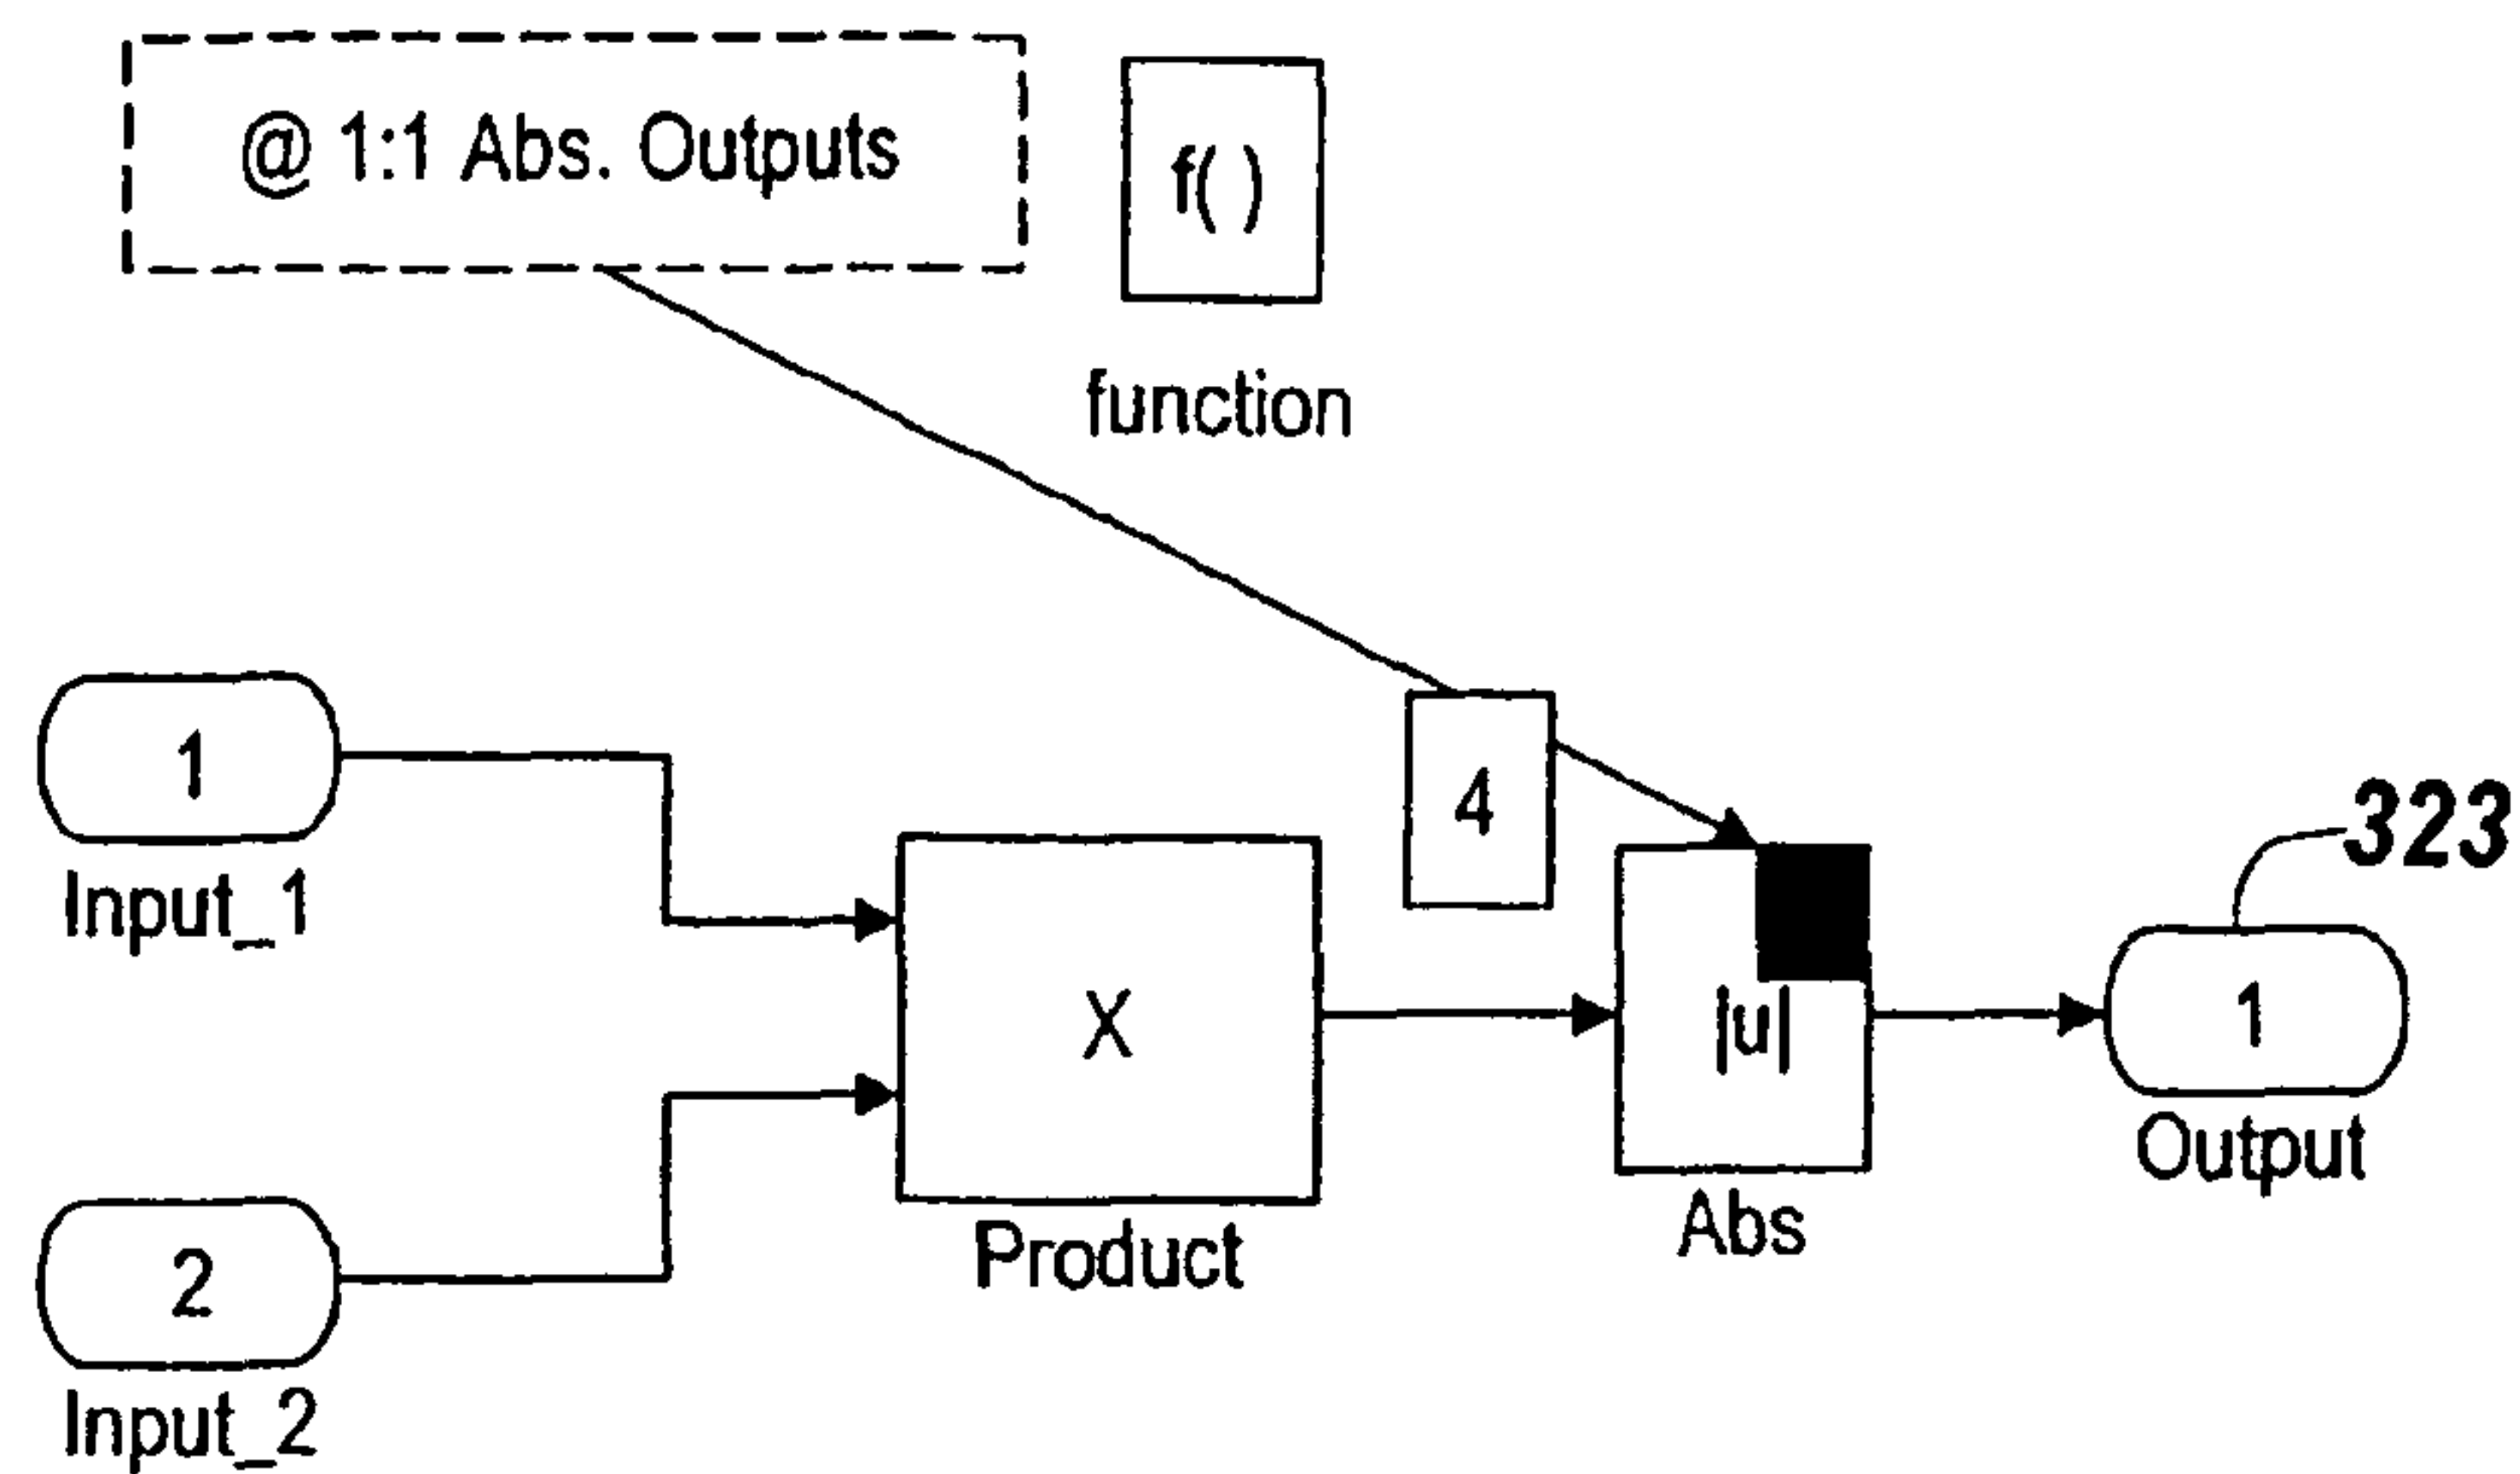 @ 1:1 Abs. Outputs
f( )
function
1
Input_1
4
323
X
|u|
1
Output
Product
Abs
2
Input_2